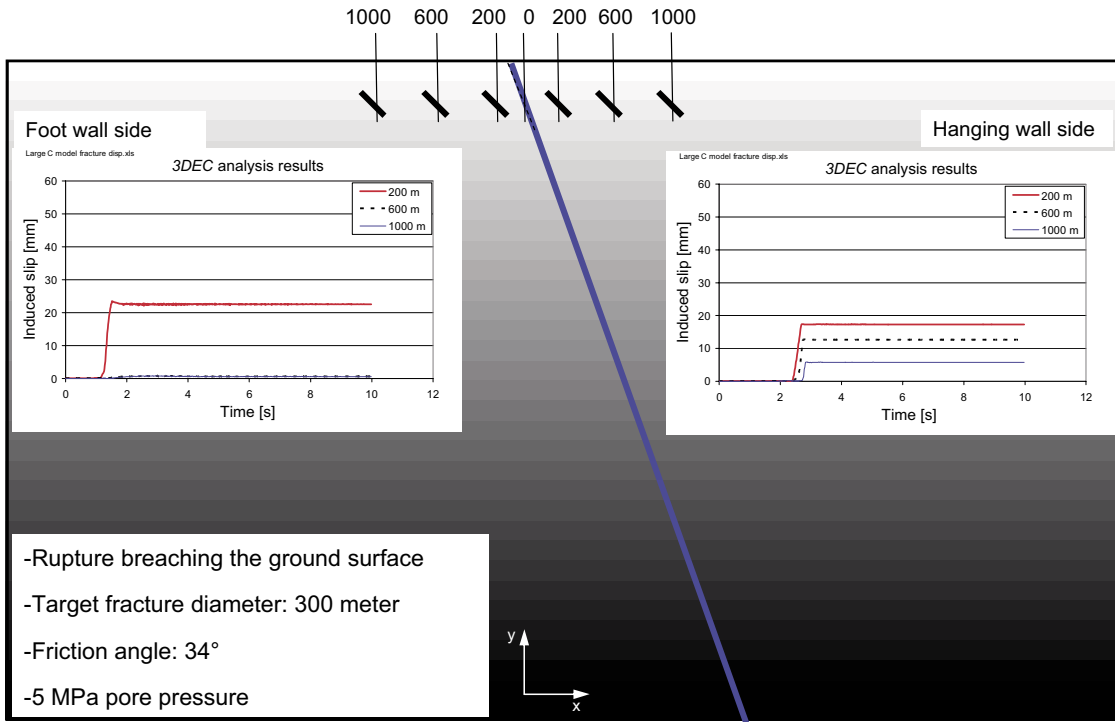 1000 600 200 0 200 600 1000
Foot wall side
Large C model fracture disp.xls
3DEC analysis results
60
50
40
30
20
10
0
Induced slip [mm]
200 m
600 m
1000 m
0 2 4 6 8 10 12
Time [s]
Hanging wall side
Large C model fracture disp.xls
3DEC analysis results
60
50
40
30
20
10
0
Induced slip [mm]
200 m
600 m
1000 m
0 2 4 6 8 10 12
Time [s]
-Rupture breaching the ground surface
-Target fracture diameter: 300 meter
-Friction angle: 34°
-5 MPa pore pressure
y
x